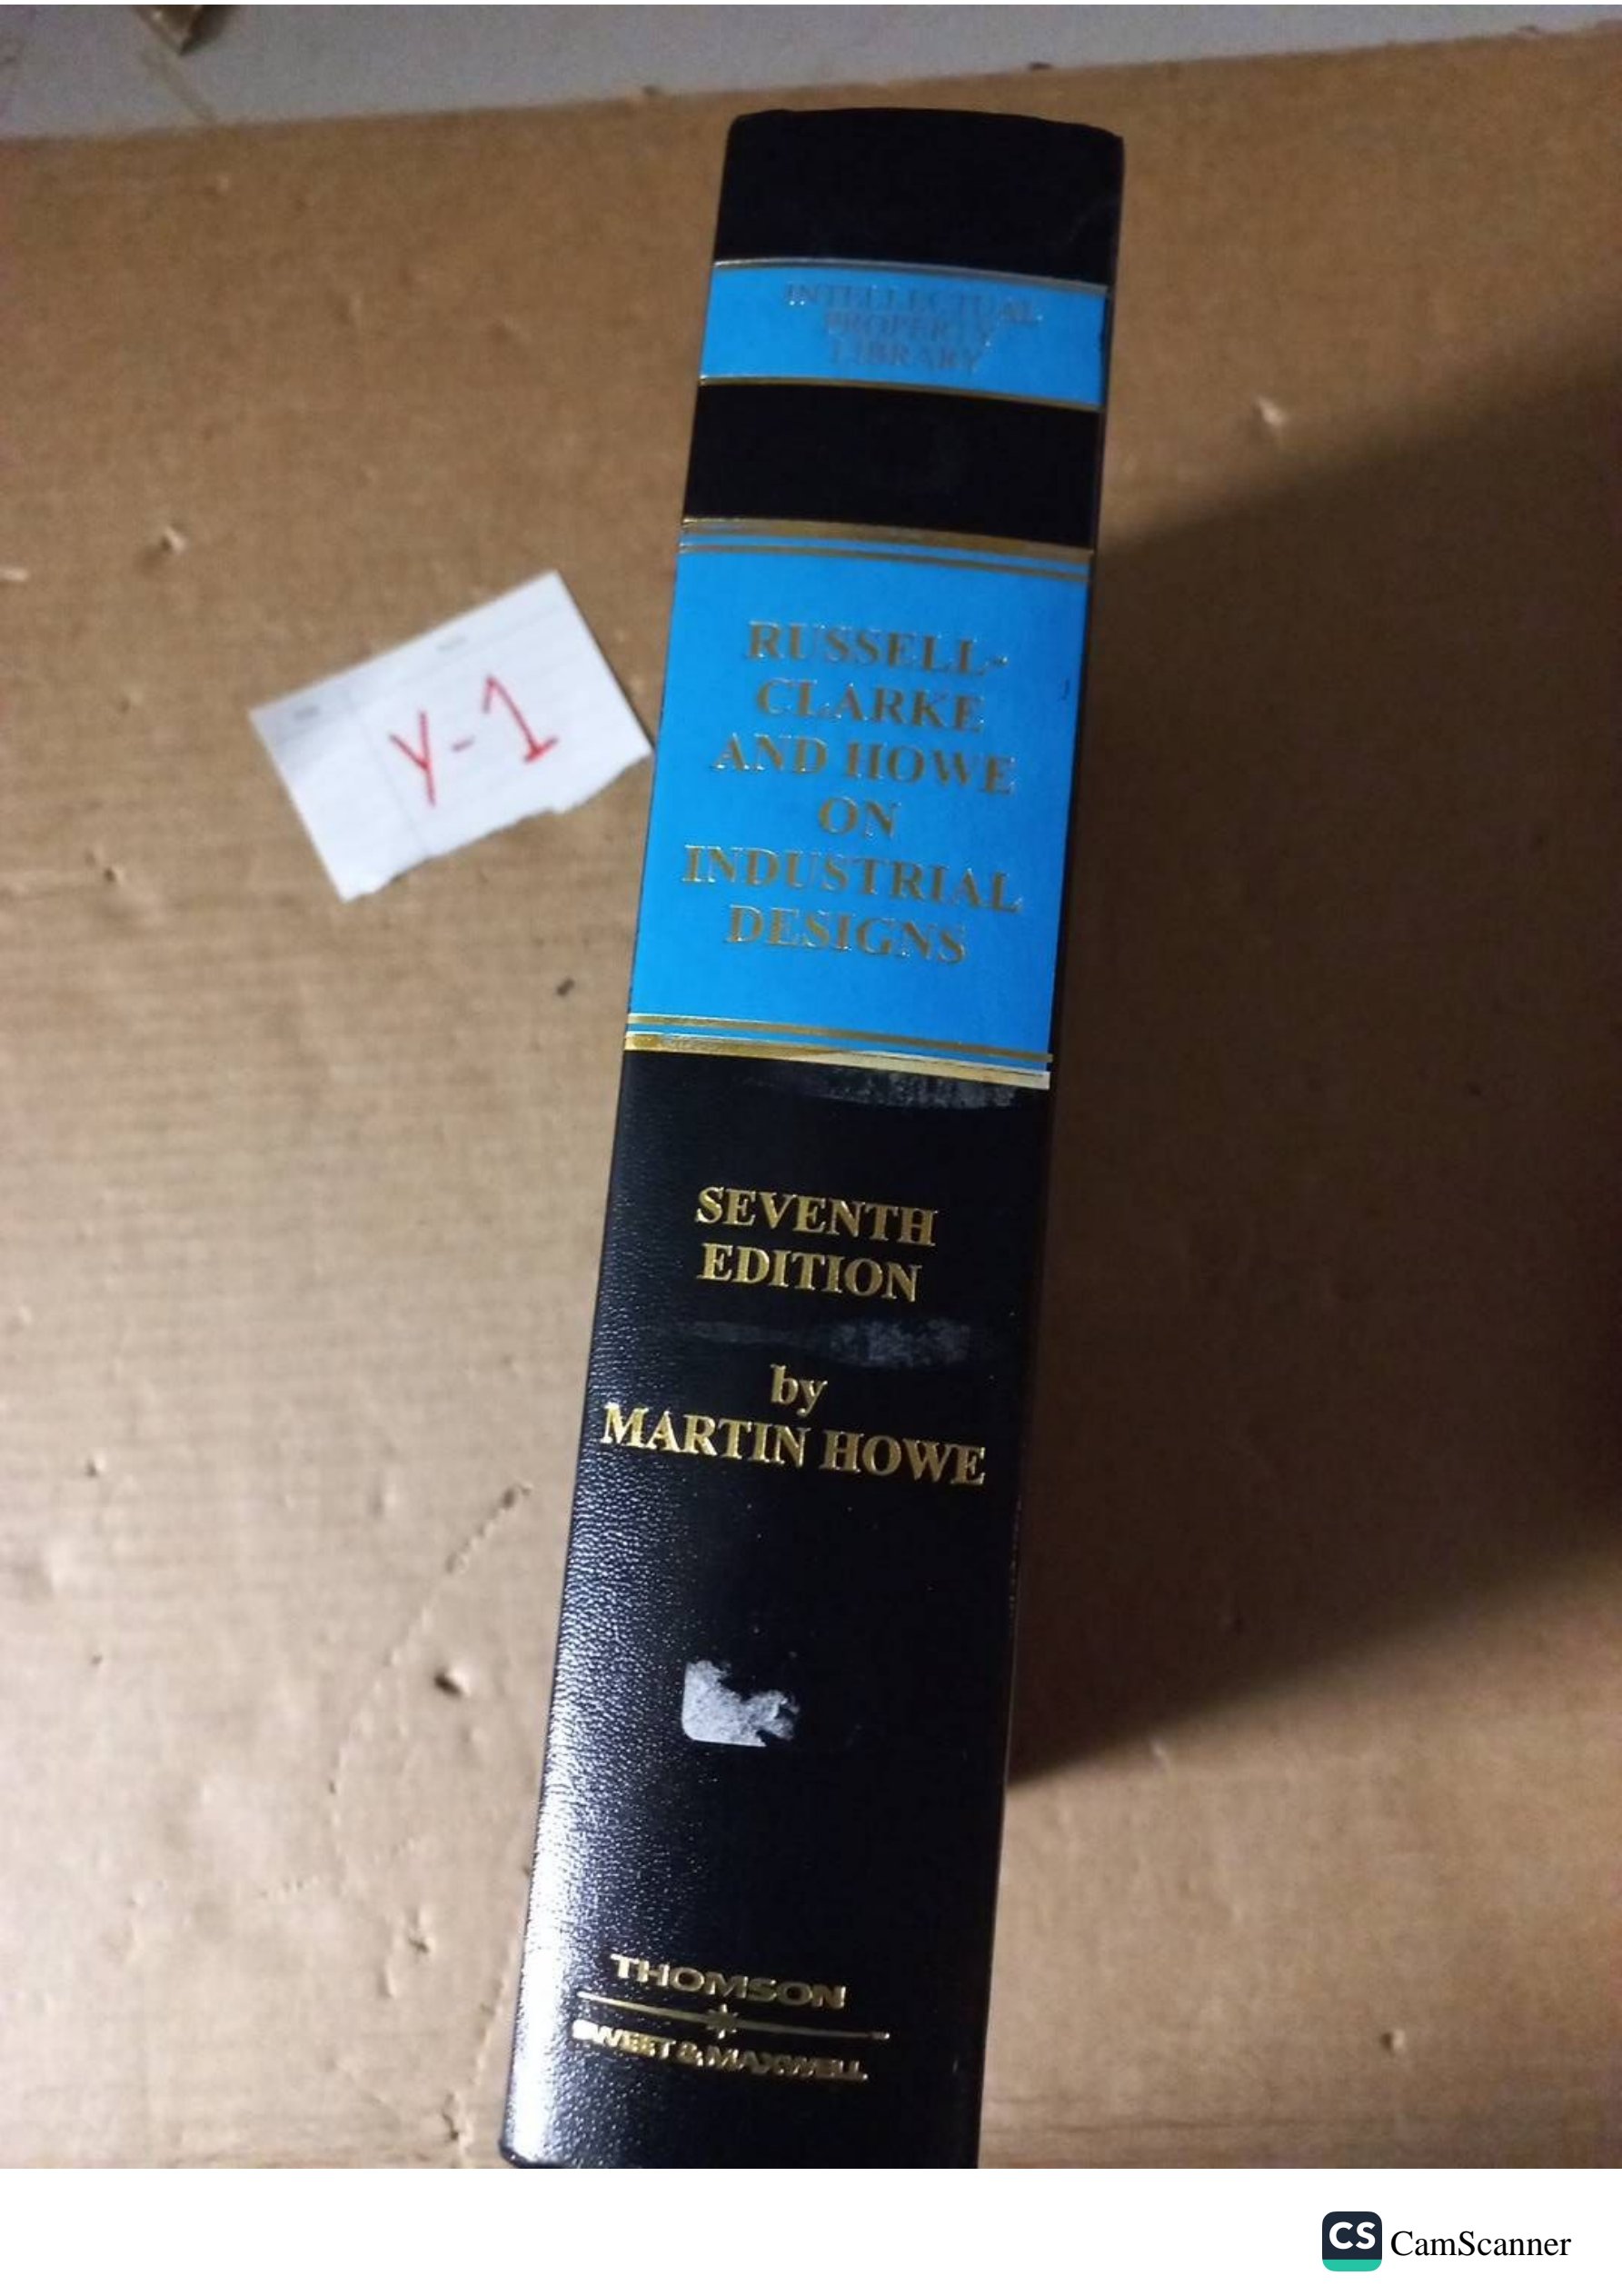 INTELLECTUAL
PROPERTY
LIBRARY
RUSSELL-
CLARKE
AND HOWE
ON
INDUSTRIAL
DESIGNS
Y-1
SEVENTH
EDITION
by
MARTIN HOWE
THOMSON
SWEET & MAXWELL
CS CamScanner